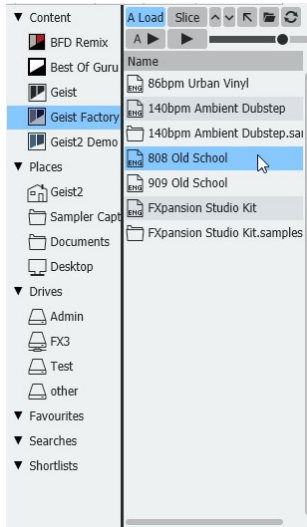 Content
BFD Remix
Best Of Guru
Geist
Geist Factory
Geist2 Demo
Places
Geist2
Sampler Capt
Documents
Desktop
Drives
Admin
FX3
Test
other
Favourites
Searches
Shortlists
A Load Slice
A
Name
ENG 86bpm Urban Vinyl
ENG 140bpm Ambient Dubstep
140bpm Ambient Dubstep.sam
ENG 808 Old School
ENG 909 Old School
ENG FXpansion Studio Kit
FXpansion Studio Kit.samples